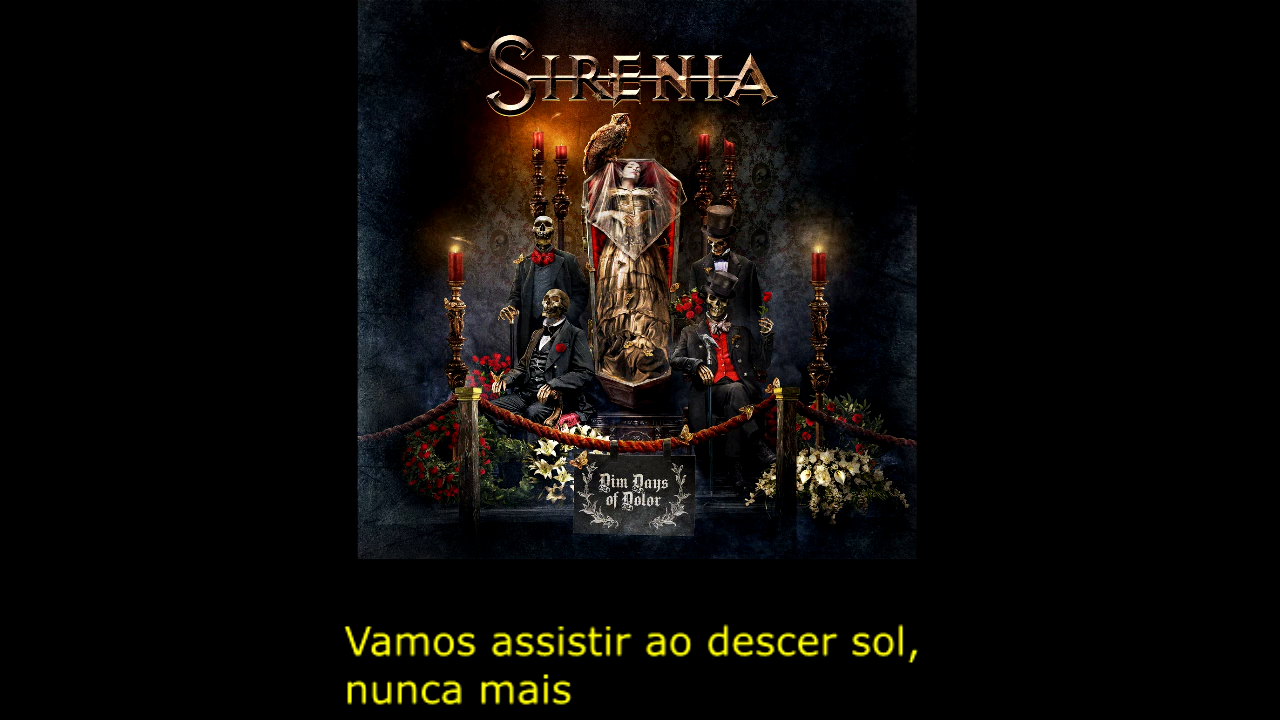 SIRENIA
Dim Days
of Dolor
Vamos assistir ao descer sol,
nunca mais